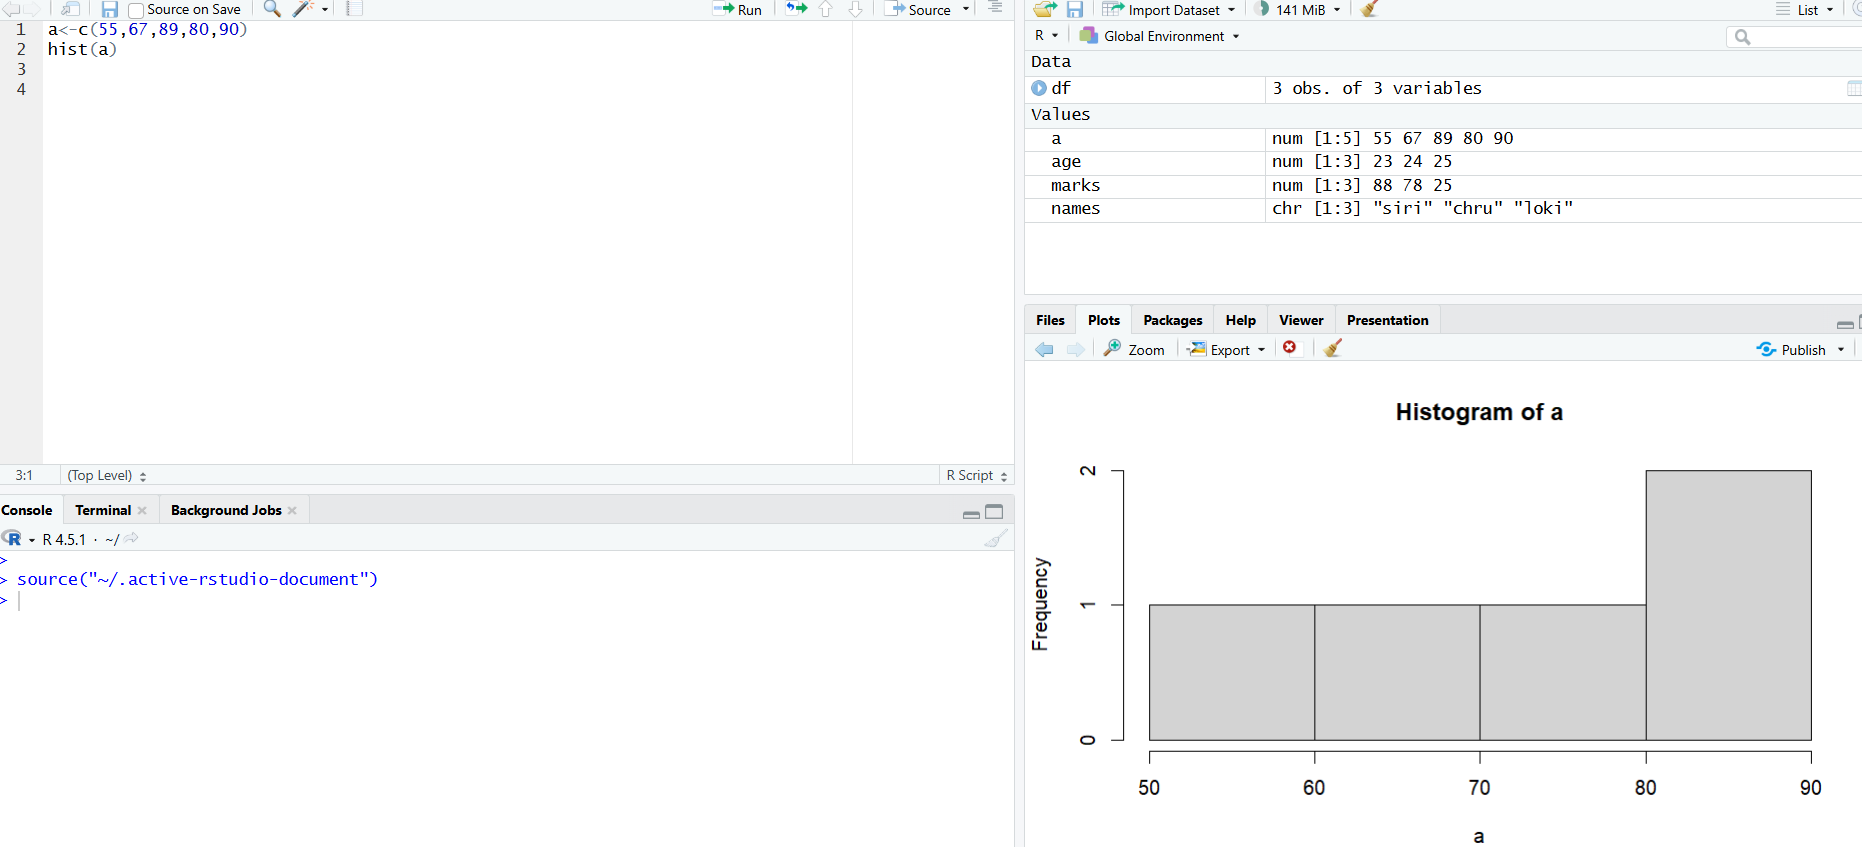 Source on Save
Run
Source
1 a<-c(55,67,89,80,90)
2 hist(a)
3
4
3:1 (Top Level) R Script
Console Terminal Background Jobs
R 4.5.1 · ~/
>
> source("~/.active-rstudio-document")
>
Import Dataset 141 MiB List
R Global Environment
Data
df 3 obs. of 3 variables
Values
a num [1:5] 55 67 89 80 90
age num [1:3] 23 24 25
marks num [1:3] 88 78 25
names chr [1:3] "siri" "chru" "loki"
Files Plots Packages Help Viewer Presentation
Zoom Export Publish
Histogram of a
Frequency
2
1
0
50 60 70 80 90
a